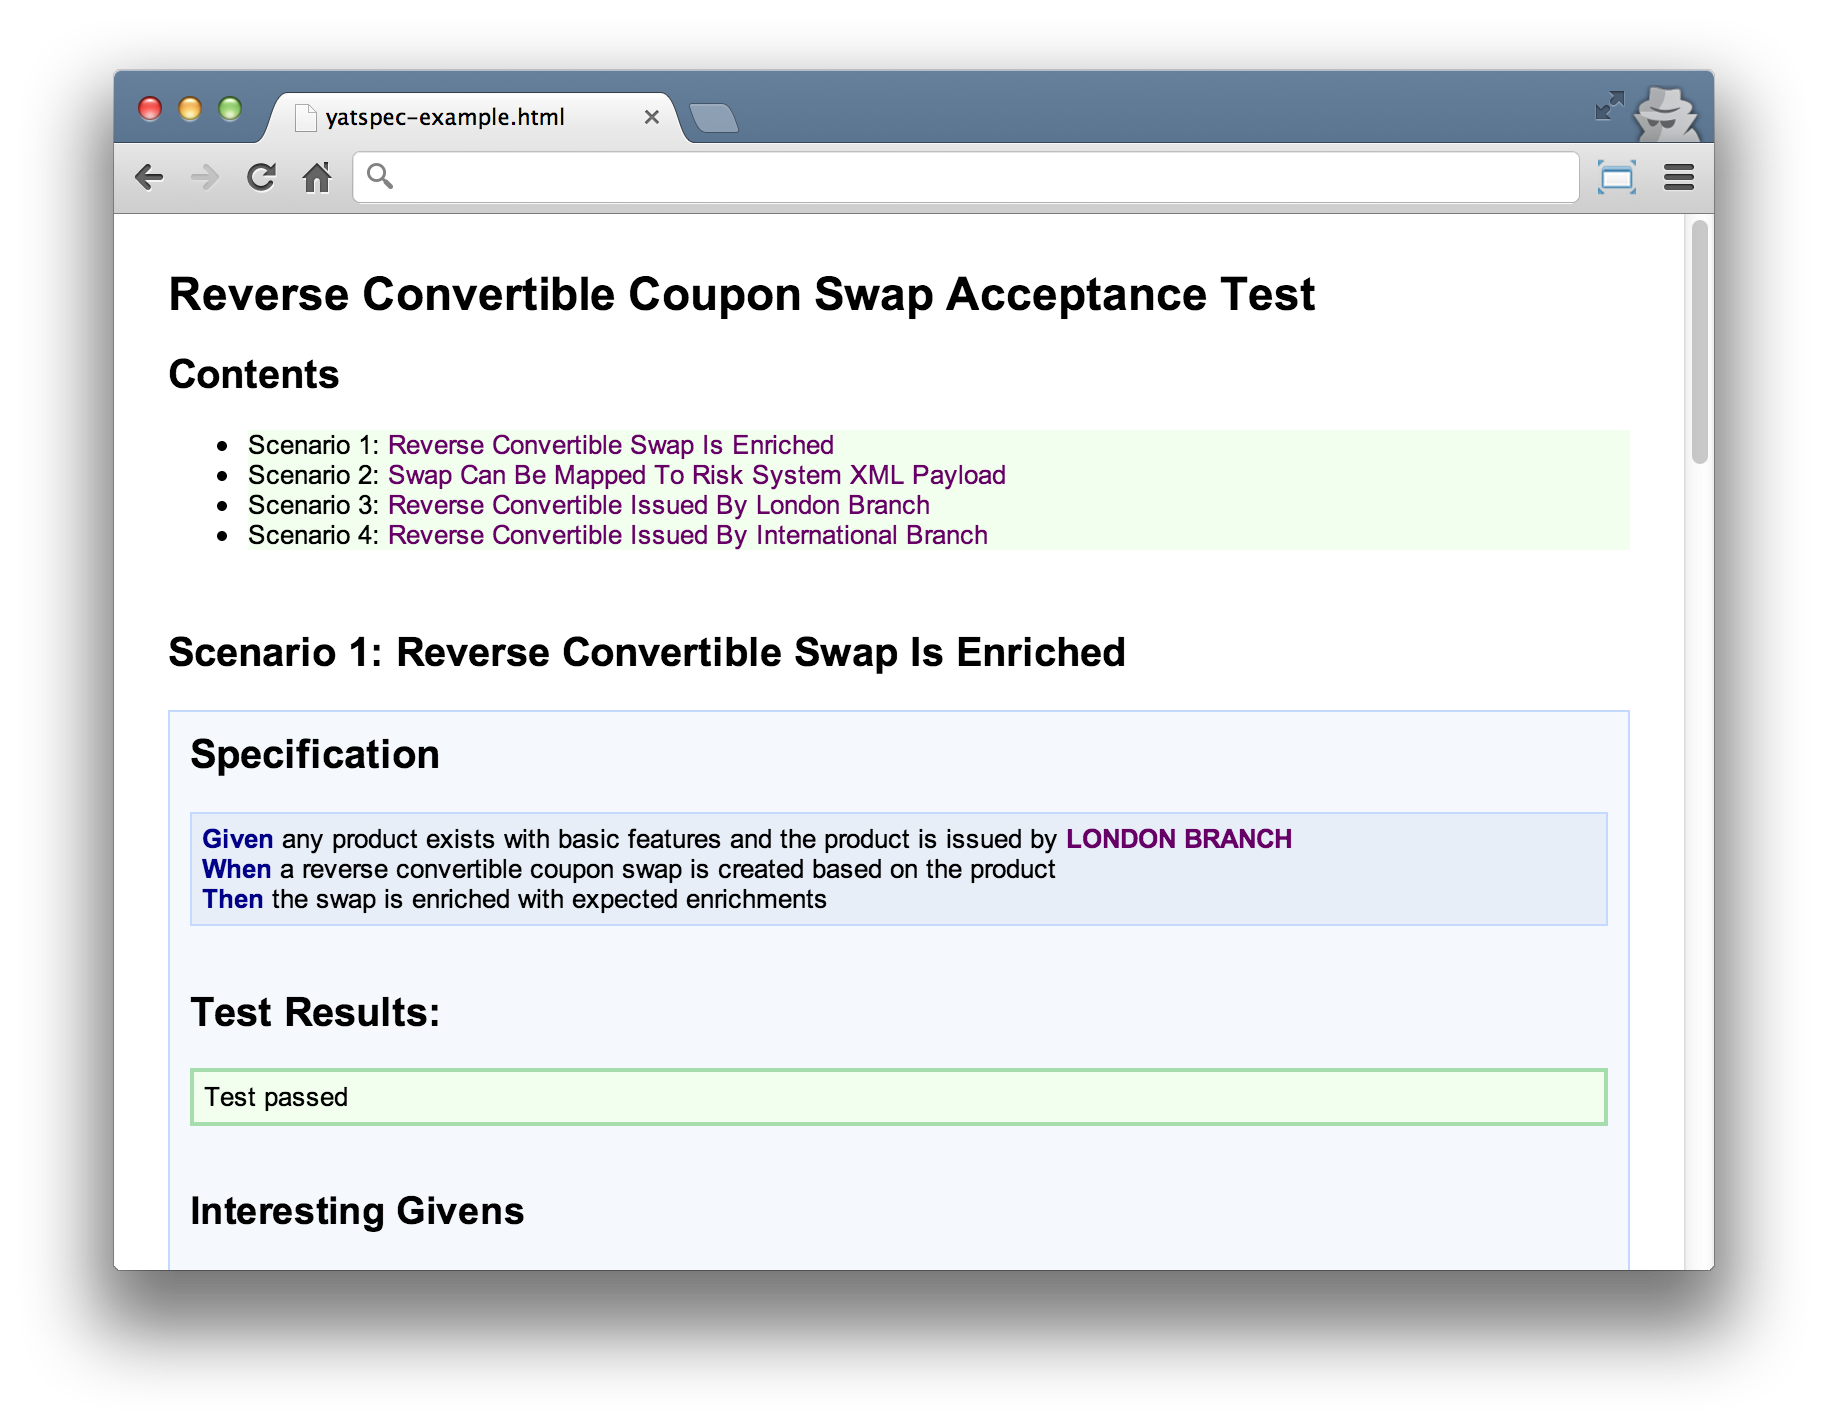 yatspec-example.html
Reverse Convertible Coupon Swap Acceptance Test
Contents
Scenario 1: Reverse Convertible Swap Is Enriched
Scenario 2: Swap Can Be Mapped To Risk System XML Payload
Scenario 3: Reverse Convertible Issued By London Branch
Scenario 4: Reverse Convertible Issued By International Branch
Scenario 1: Reverse Convertible Swap Is Enriched
Specification
Given any product exists with basic features and the product is issued by LONDON BRANCH
When a reverse convertible coupon swap is created based on the product
Then the swap is enriched with expected enrichments
Test Results:
Test passed
Interesting Givens